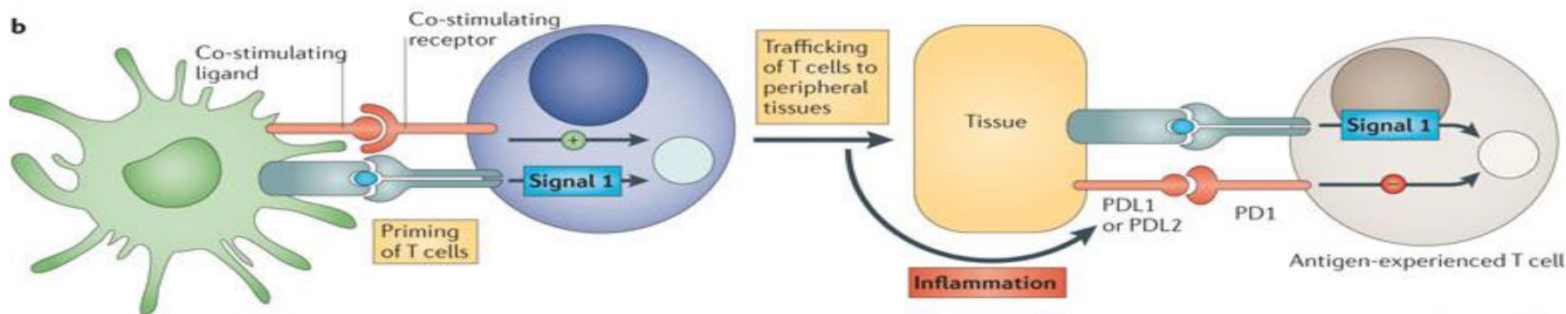 b
Co-stimulating
ligand
Co-stimulating
receptor
+
Signal 1
Priming
of T cells
Trafficking
of T cells to
peripheral
tissues
Inflammation
Tissue
PDL1
or PDL2
PD1
Signal 1
−
Antigen-experienced T cell